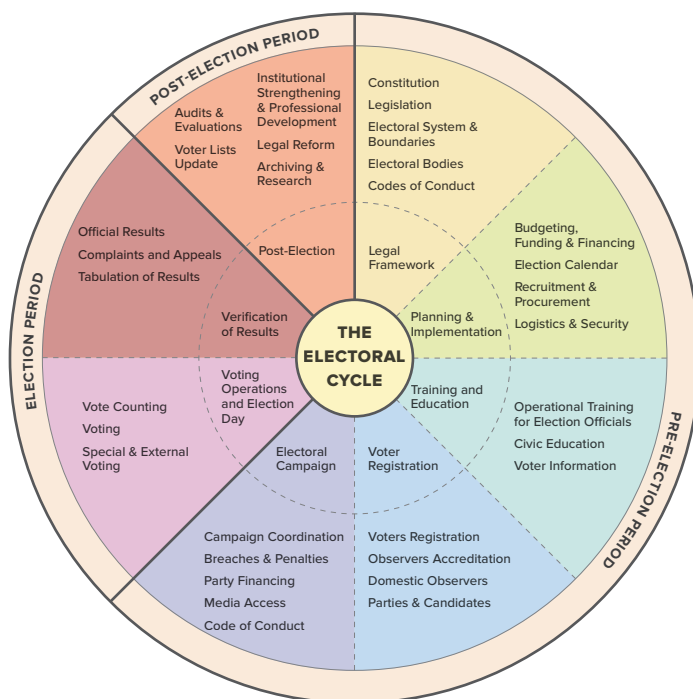 POST-ELECTION PERIOD
Institutional
Strengthening
& Professional
Development
Legal Reform
Archiving &
Research
Audits &
Evaluations
Voter Lists
Update
Post-Election
Constitution
Legislation
Electoral System &
Boundaries
Electoral Bodies
Codes of Conduct
Legal
Framework
Budgeting,
Funding & Financing
Election Calendar
Recruitment &
Procurement
Logistics & Security
Planning &
Implementation
THE
ELECTORAL
CYCLE
Training and
Education
Operational Training
for Election Officials
Civic Education
Voter Information
PRE-ELECTION PERIOD
Voter
Registration
Voters Registration
Observers Accreditation
Domestic Observers
Parties & Candidates
Electoral
Campaign
Campaign Coordination
Breaches & Penalties
Party Financing
Media Access
Code of Conduct
Voting
Operations
and Election
Day
Vote Counting
Voting
Special & External
Voting
ELECTION PERIOD
Verification
of Results
Official Results
Complaints and Appeals
Tabulation of Results